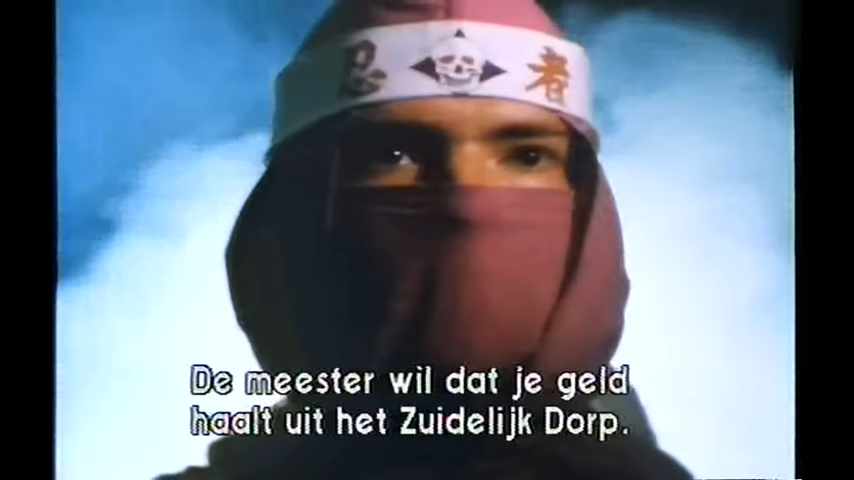 忍者
De meester wil dat je geld
haalt uit het Zuidelijk Dorp.